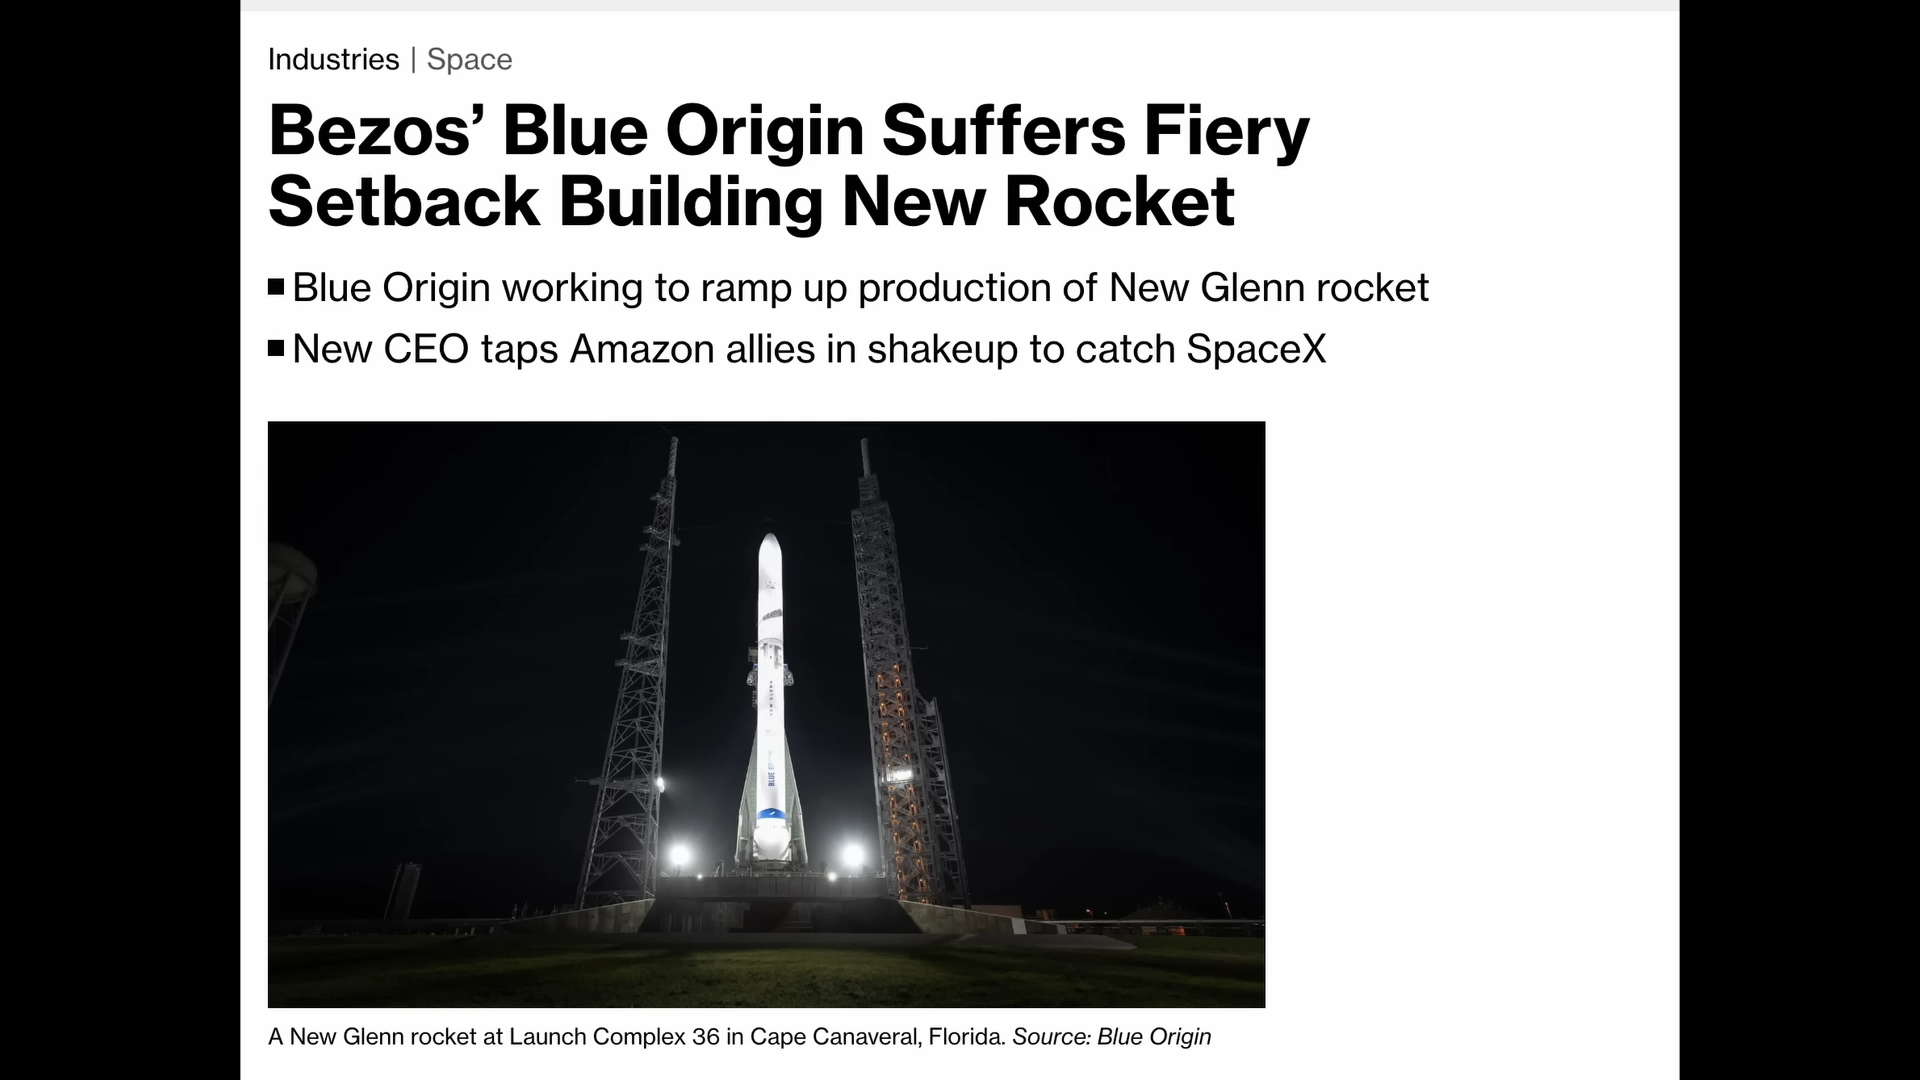 Industries | Space
Bezos’ Blue Origin Suffers Fiery
Setback Building New Rocket
■ Blue Origin working to ramp up production of New Glenn rocket
■ New CEO taps Amazon allies in shakeup to catch SpaceX
A New Glenn rocket at Launch Complex 36 in Cape Canaveral, Florida. Source: Blue Origin